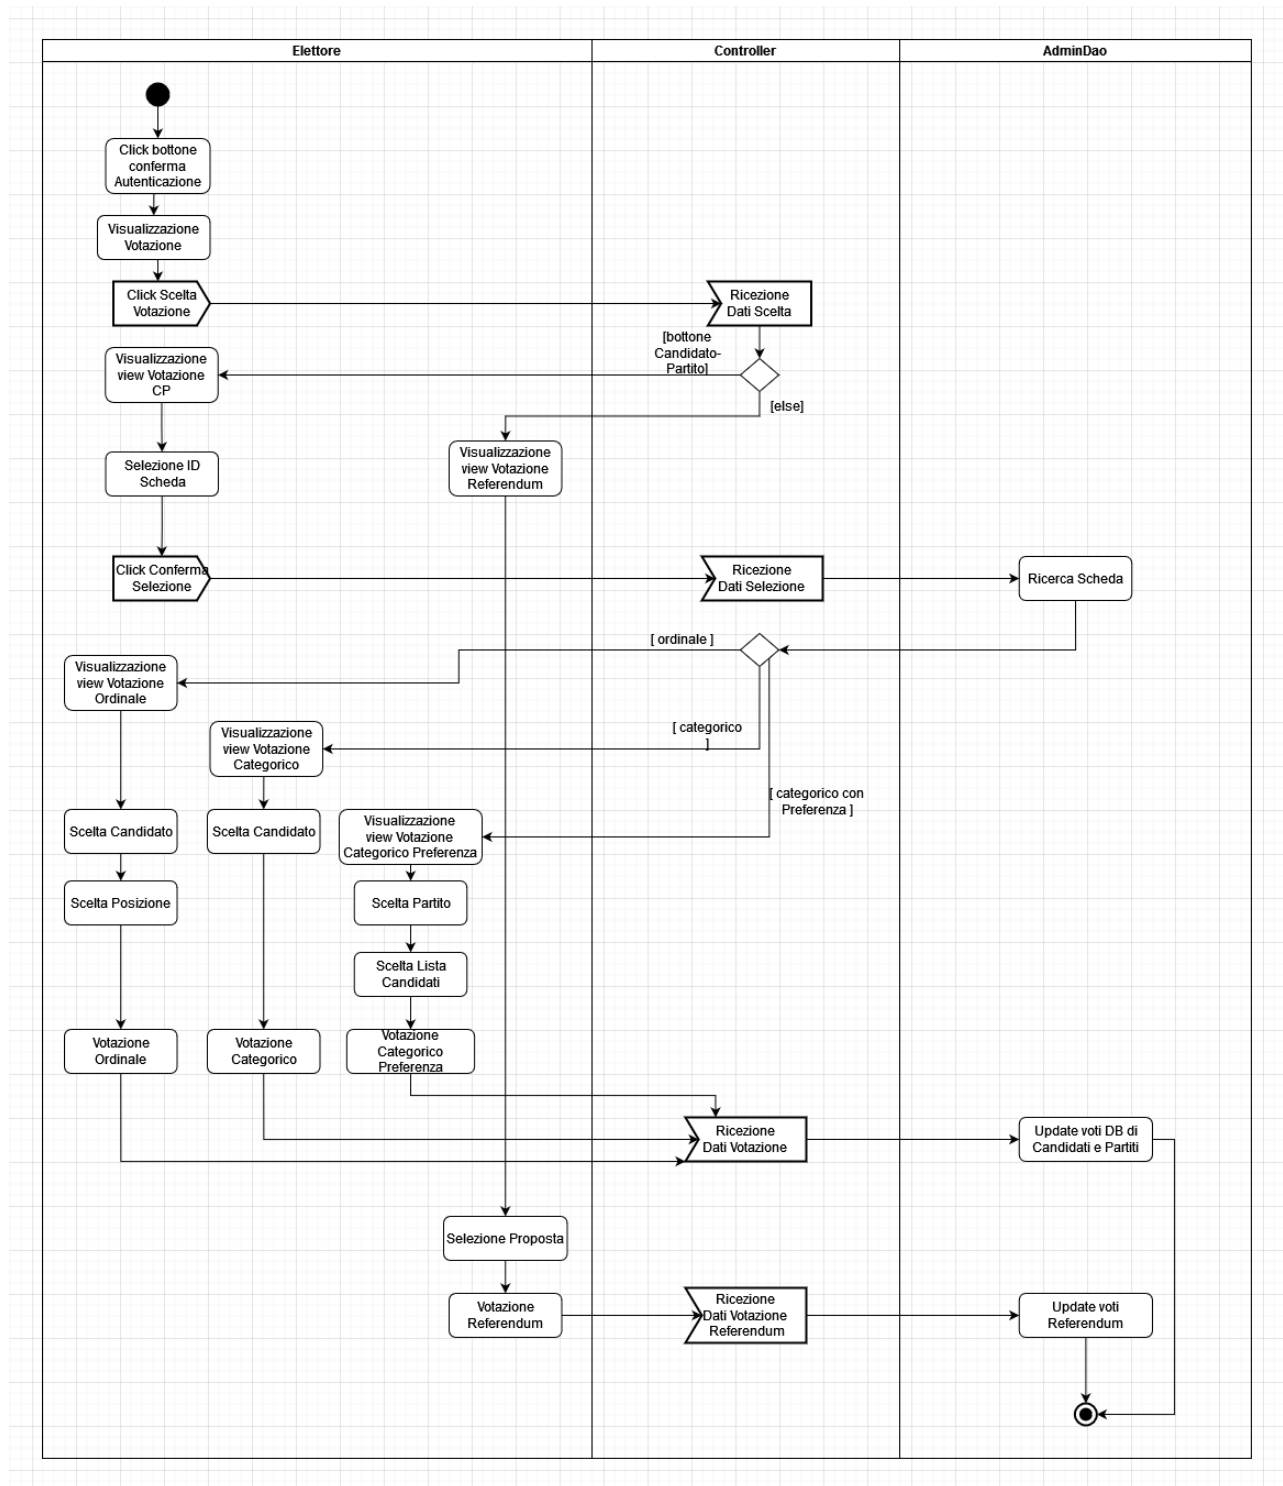 Elettore
Controller
AdminDao
Click bottone
conferma
Autenticazione
Visualizzazione
Votazione
Click Scelta
Votazione
Ricezione
Dati Scelta
[bottone
Candidato-
Partito]
Visualizzazione
view Votazione
CP
[else]
Visualizzazione
view Votazione
Referendum
Selezione ID
Scheda
Click Conferma
Selezione
Ricezione
Dati Selezione
Ricerca Scheda
[ ordinale ]
Visualizzazione
view Votazione
Ordinale
[ categorico
]
Visualizzazione
view Votazione
Categorico
[ categorico con
Preferenza ]
Scelta Candidato
Scelta Candidato
Visualizzazione
view Votazione
Categorico Preferenza
Scelta Posizione
Scelta Partito
Scelta Lista
Candidati
Votazione
Ordinale
Votazione
Categorico
Votazione
Categorico
Preferenza
Ricezione
Dati Votazione
Update voti DB di
Candidati e Partiti
Selezione Proposta
Votazione
Referendum
Ricezione
Dati Votazione
Referendum
Update voti
Referendum